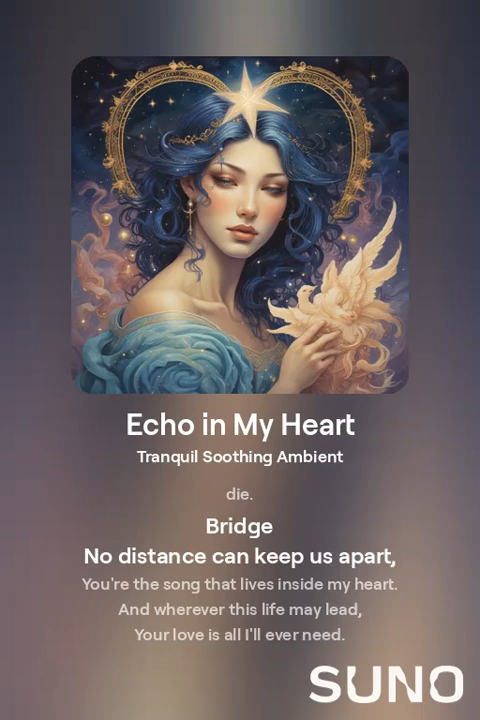 Echo in My Heart
Tranquil Soothing Ambient
die.
Bridge
No distance can keep us apart,
You're the song that lives inside my heart.
And wherever this life may lead,
Your love is all I'll ever need.
SUNO